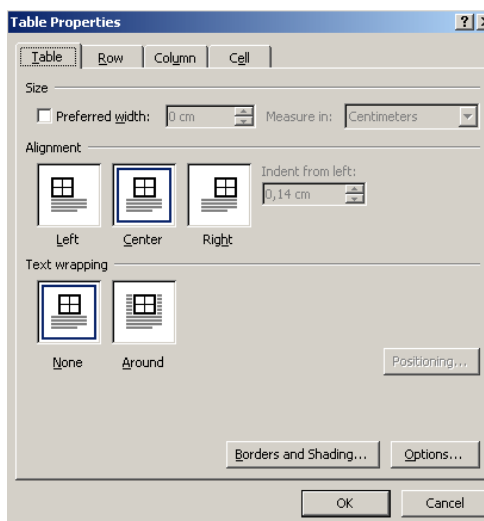 Table Properties
Table Row Column Cell
Size
Preferred width: 0 cm Measure in: Centimeters
Alignment
Indent from left:
0,14 cm
Left Center Right
Text wrapping
None Around
Positioning...
Borders and Shading... Options...
OK Cancel